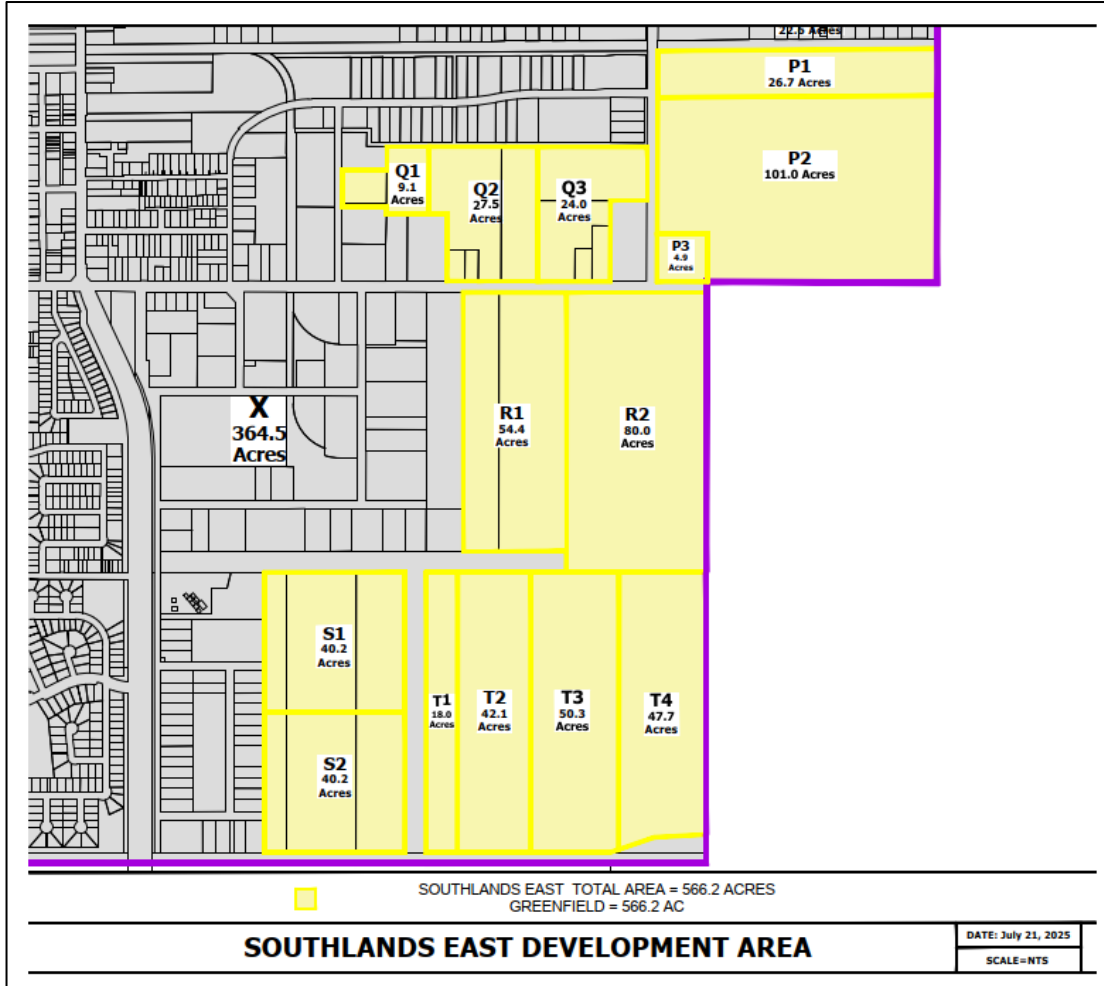 22.5 Acres
P1
26.7 Acres
P2
101.0 Acres
Q1
9.1
Acres
Q2
27.5
Acres
Q3
24.0
Acres
P3
4.9
Acres
X
364.5
Acres
R1
54.4
Acres
R2
80.0
Acres
S1
40.2
Acres
T1
18.0
Acres
T2
42.1
Acres
T3
50.3
Acres
T4
47.7
Acres
S2
40.2
Acres
SOUTHLANDS EAST TOTAL AREA = 566.2 ACRES
GREENFIELD = 566.2 AC
SOUTHLANDS EAST DEVELOPMENT AREA
DATE: July 21, 2025
SCALE=NTS